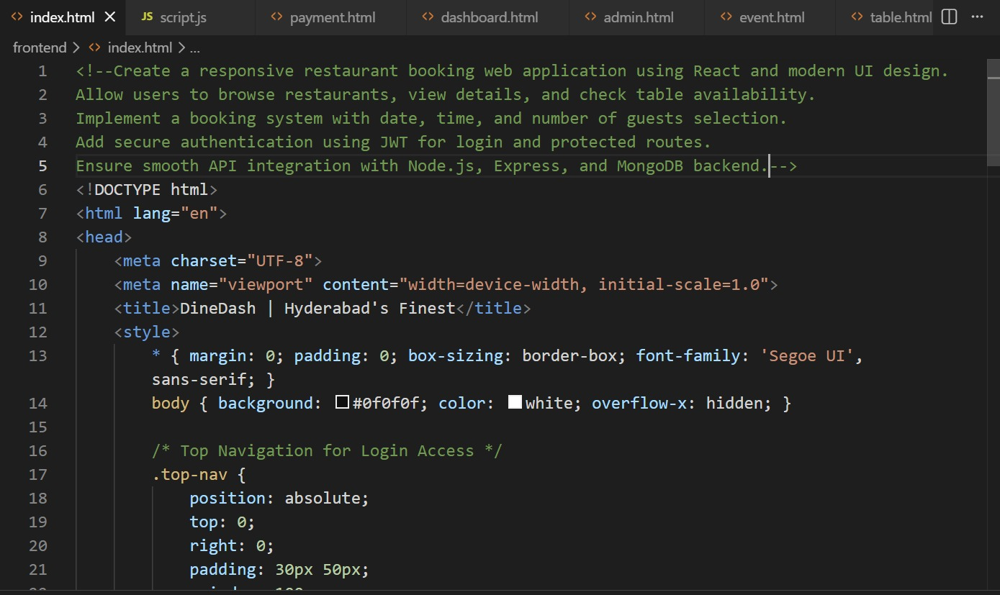 index.html
JS script.js
payment.html
dashboard.html
admin.html
event.html
table.html
frontend > index.html > ...
1 <!--Create a responsive restaurant booking web application using React and modern UI design.
2 Allow users to browse restaurants, view details, and check table availability.
3 Implement a booking system with date, time, and number of guests selection.
4 Add secure authentication using JWT for login and protected routes.
5 Ensure smooth API integration with Node.js, Express, and MongoDB backend.-->
6 <!DOCTYPE html>
7 <html lang="en">
8 <head>
9 <meta charset="UTF-8">
10 <meta name="viewport" content="width=device-width, initial-scale=1.0">
11 <title>DineDash | Hyderabad's Finest</title>
12 <style>
13 * { margin: 0; padding: 0; box-sizing: border-box; font-family: 'Segoe UI',
sans-serif; }
14 body { background: #0f0f0f; color: white; overflow-x: hidden; }
15
16 /* Top Navigation for Login Access */
17 .top-nav {
18 position: absolute;
19 top: 0;
20 right: 0;
21 padding: 30px 50px;